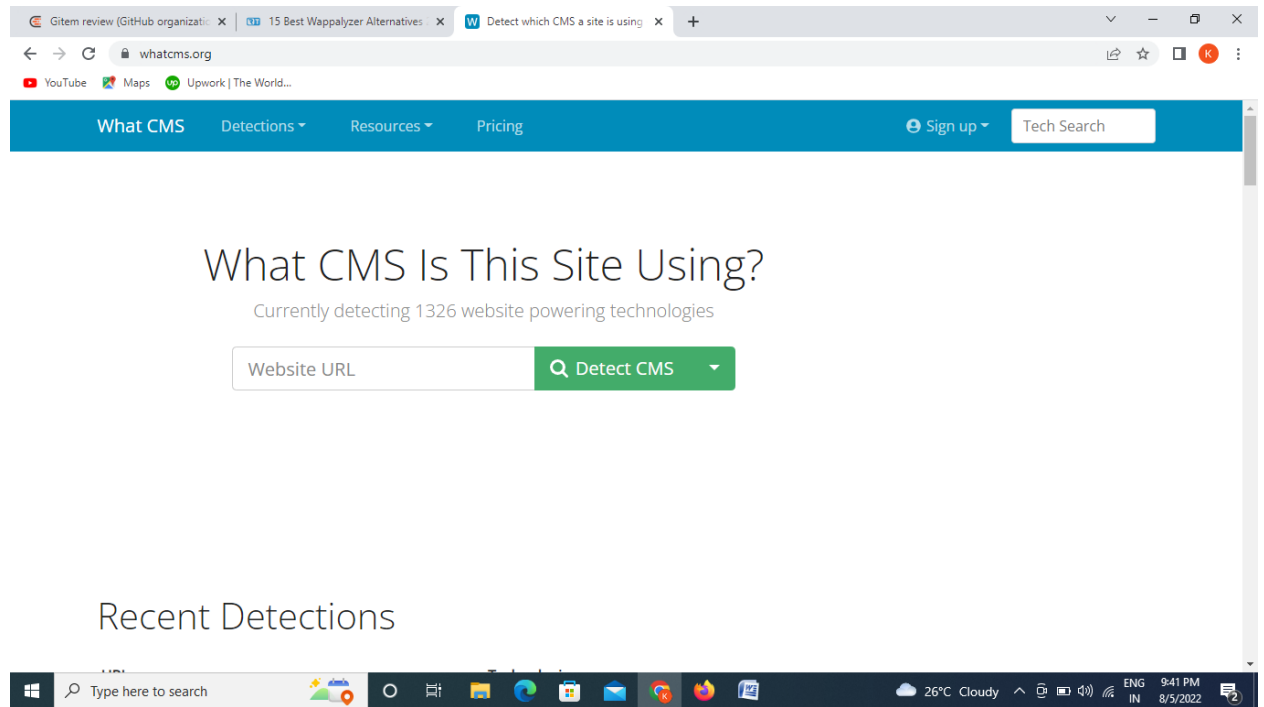 Gitem review (GitHub organizatio
15 Best Wappalyzer Alternatives
Detect which CMS a site is using
whatcms.org
K
YouTube Maps Upwork | The World...
What CMS Detections Resources Pricing Sign up Tech Search
What CMS Is This Site Using?
Currently detecting 1326 website powering technologies
Website URL Detect CMS
Recent Detections
Type here to search
26°C Cloudy
ENG
IN
9:41 PM
8/5/2022
2